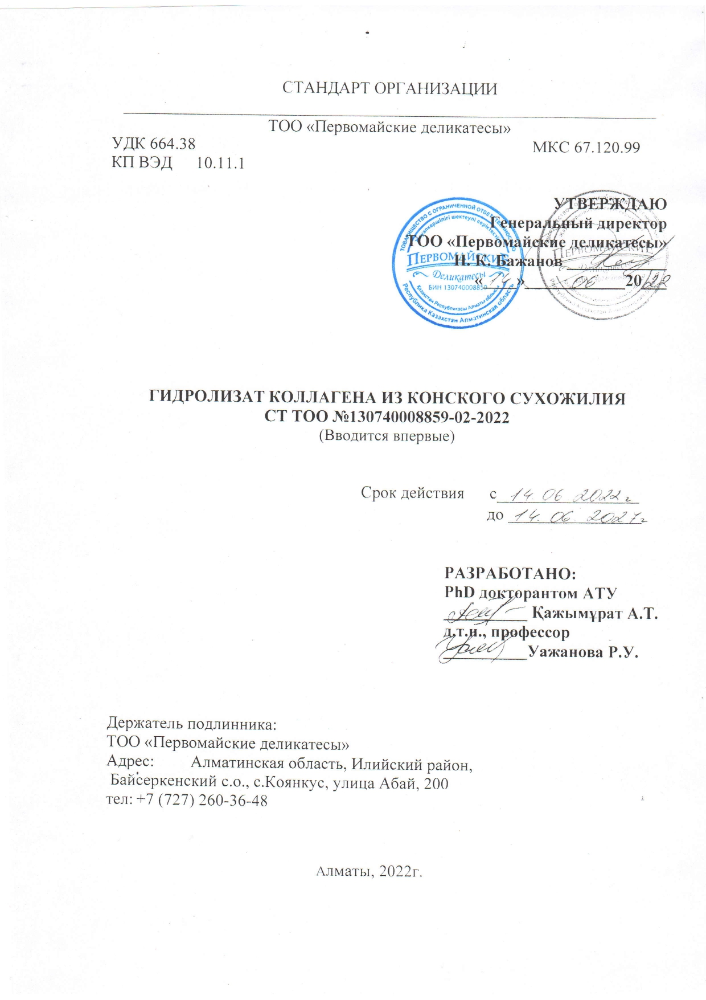 СТАНДАРТ ОРГАНИЗАЦИИ
ТОО «Первомайские деликатесы»
УДК 664.38 МКС 67.120.99
КП ВЭД 10.11.1
УТВЕРЖДАЮ
Генеральный директор
ТОО «Первомайские деликатесы»
Н. К. Бажанов
« 14 » 06 2022
ТОВАРИЩЕСТВО С ОГРАНИЧЕННОЙ ОТВЕТСТВЕННОСТЬЮ
Жауапкершілігі шектеулі серіктестігі
ПЕРВОМАЙСКИЕ
Деликатесы
БИН 130740008859
Казақстан Республикасы Алматы облысы
Республика Казахстан Алматинская область
ГИДРОЛИЗАТ КОЛЛАГЕНА ИЗ КОНСКОГО СУХОЖИЛИЯ
СТ ТОО №130740008859-02-2022
(Вводится впервые)
Срок действия с 14.06.2022г
до 14.06.2027г
РАЗРАБОТАНО:
PhD докторантом АТУ
Қажымұрат А.Т.
д.т.н., профессор
Уажанова Р.У.
Держатель подлинника:
ТОО «Первомайские деликатесы»
Адрес: Алматинская область, Илийский район,
Байсеркенский с.о., с.Коянкус, улица Абай, 200
тел: +7 (727) 260-36-48
Алматы, 2022г.